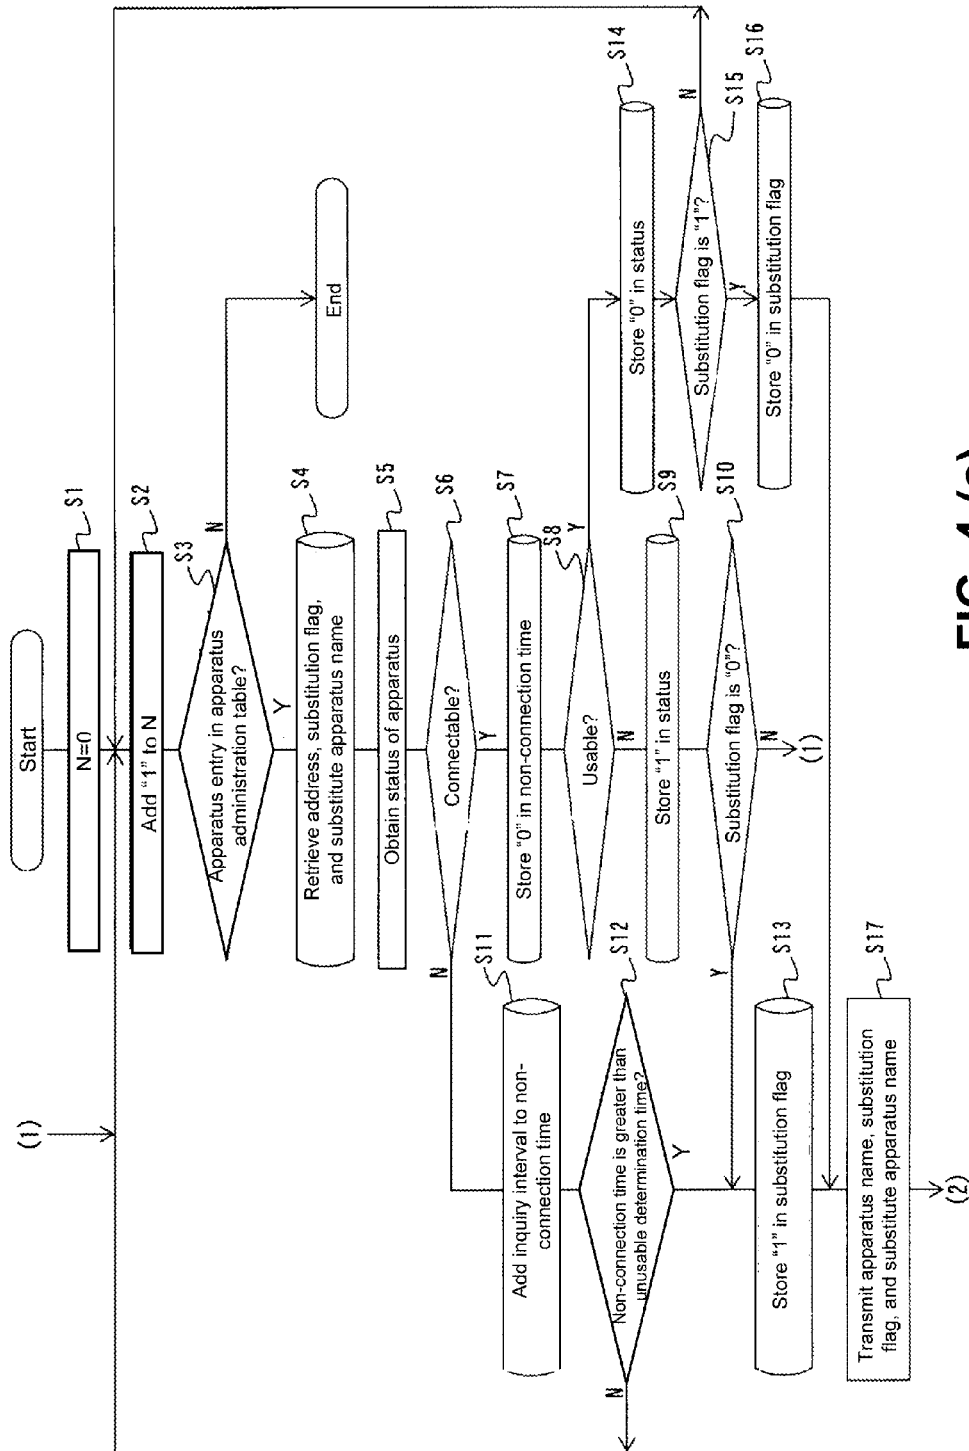 Start
N=0
S1
Add “1” to N
S2
Apparatus entry in apparatus
administration table?
S3
N
Y
End
Retrieve address, substitution flag,
and substitute apparatus name
S4
Obtain status of apparatus
S5
Connectable?
S6
N
Y
Store “0” in non-connection time
S7
Usable?
S8
Y
N
Store “1” in status
S9
Substitution flag is “0”?
S10
Y
N
(1)
(1)
Add inquiry interval to non-
connection time
S11
Non-connection time is greater than
unusable determination time?
S12
N
Y
Store “1” in substitution flag
S13
Store “0” in status
S14
Substitution flag is “1”?
S15
N
Y
Store “0” in substitution flag
S16
Transmit apparatus name, substitution
flag, and substitute apparatus name
S17
(2)